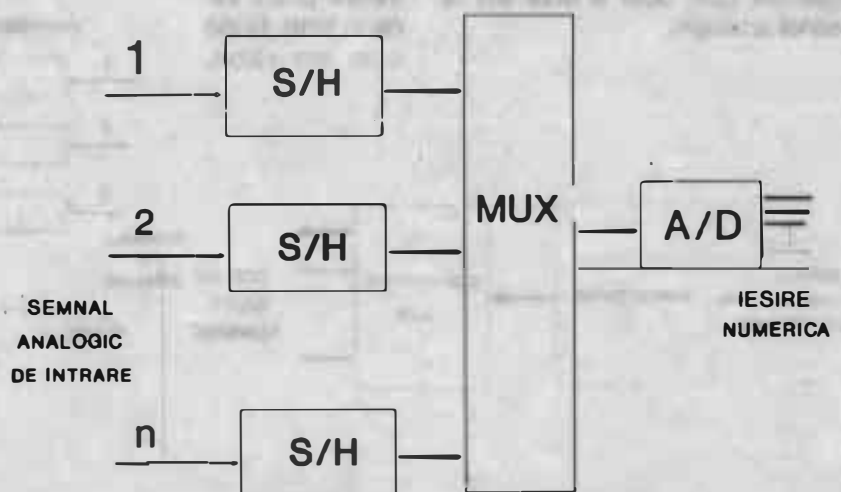 1
S/H
2
S/H
MUX
A/D
SEMNAL
ANALOGIC
DE INTRARE
IESIRE
NUMERICA
n
S/H